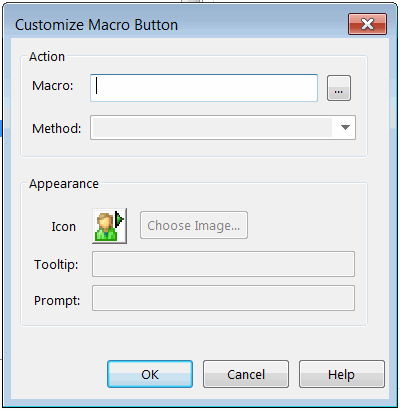 Customize Macro Button
Action
Macro:
...
Method:
Appearance
Icon
Choose Image...
Tooltip:
Prompt:
OK Cancel Help